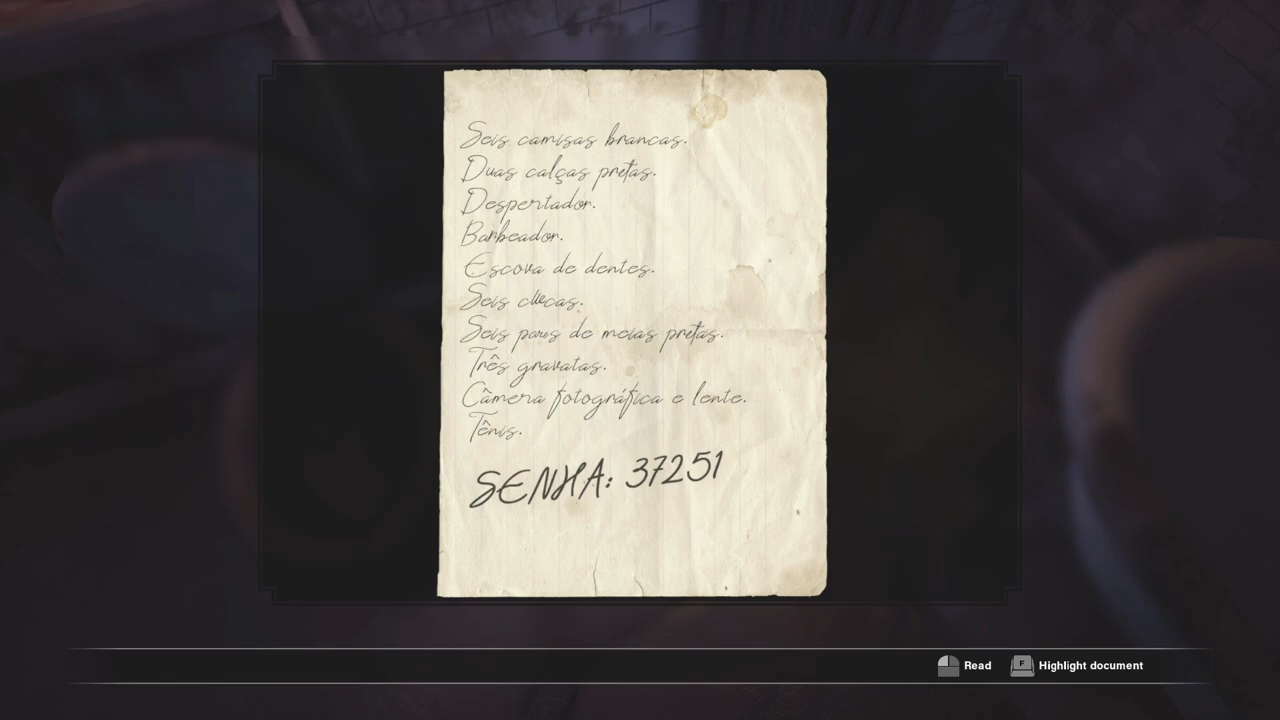 Seis camisas brancas.
Duas calças pretas.
Despertador.
Barbeador.
Escova de dentes.
Seis cuecas.
Seis pares de meias pretas.
Três gravatas.
Câmera fotográfica e lente.
Tênis.
SENHA: 37251
F
Read
Highlight document